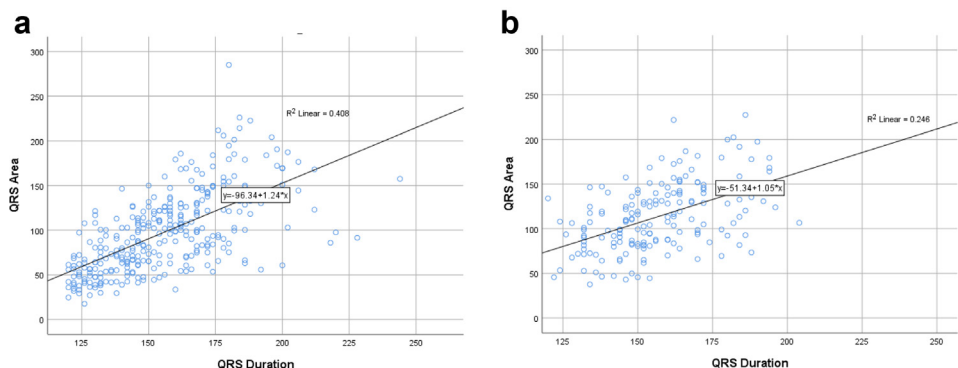 a
300
250
200
150
100
50
0
QRS Area
R² Linear = 0.408
y=-96.34+1.24*x
125 150 175 200 225 250
QRS Duration
b
300
250
200
150
100
50
0
QRS Area
R² Linear = 0.246
y=-51.34+1.05*x
125 150 175 200 225 250
QRS Duration